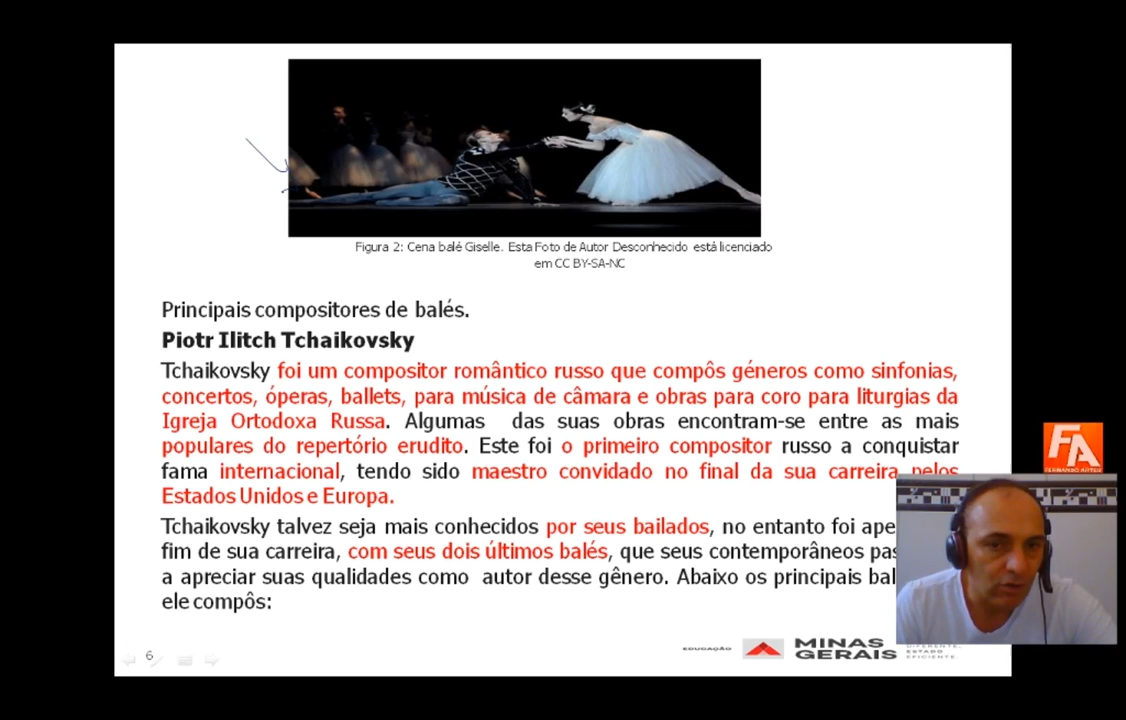 Figura 2: Cena balé Giselle. Esta Foto de Autor Desconhecido está licenciado
em CC BY-SA-NC
Principais compositores de balés.
Piotr Ilitch Tchaikovsky
Tchaikovsky foi um compositor romântico russo que compôs géneros como sinfonias,
concertos, óperas, ballets, para música de câmara e obras para coro para liturgias da
Igreja Ortodoxa Russa. Algumas das suas obras encontram-se entre as mais
populares do repertório erudito. Este foi o primeiro compositor russo a conquistar
fama internacional, tendo sido maestro convidado no final da sua carreira pelos
Estados Unidos e Europa.
Tchaikovsky talvez seja mais conhecidos por seus bailados, no entanto foi ape
fim de sua carreira, com seus dois últimos balés, que seus contemporâneos pas
a apreciar suas qualidades como autor desse gênero. Abaixo os principais bal
ele compôs:
6
EDUCAÇÃO
MINAS
GERAIS
DIFERENTE.
ESTADO
EFICIENTE.
FA
FERNANDO ARTUR